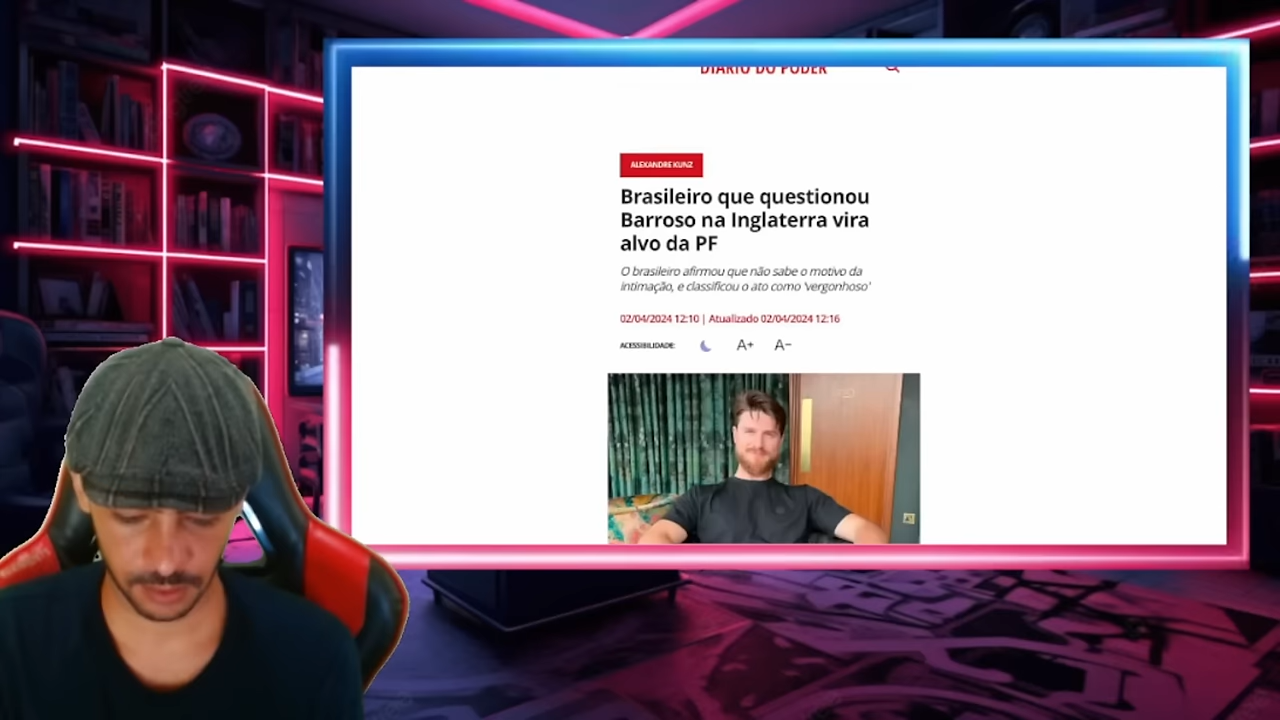 DIÁRIO DO PODER
ALEXANDRE KUNZ
Brasileiro que questionou
Barroso na Inglaterra vira
alvo da PF
O brasileiro afirmou que não sabe o motivo da
intimação, e classificou o ato como 'vergonhoso'
02/04/2024 12:10 | Atualizado 02/04/2024 12:16
ACESSIBILIDADE: A+ A-